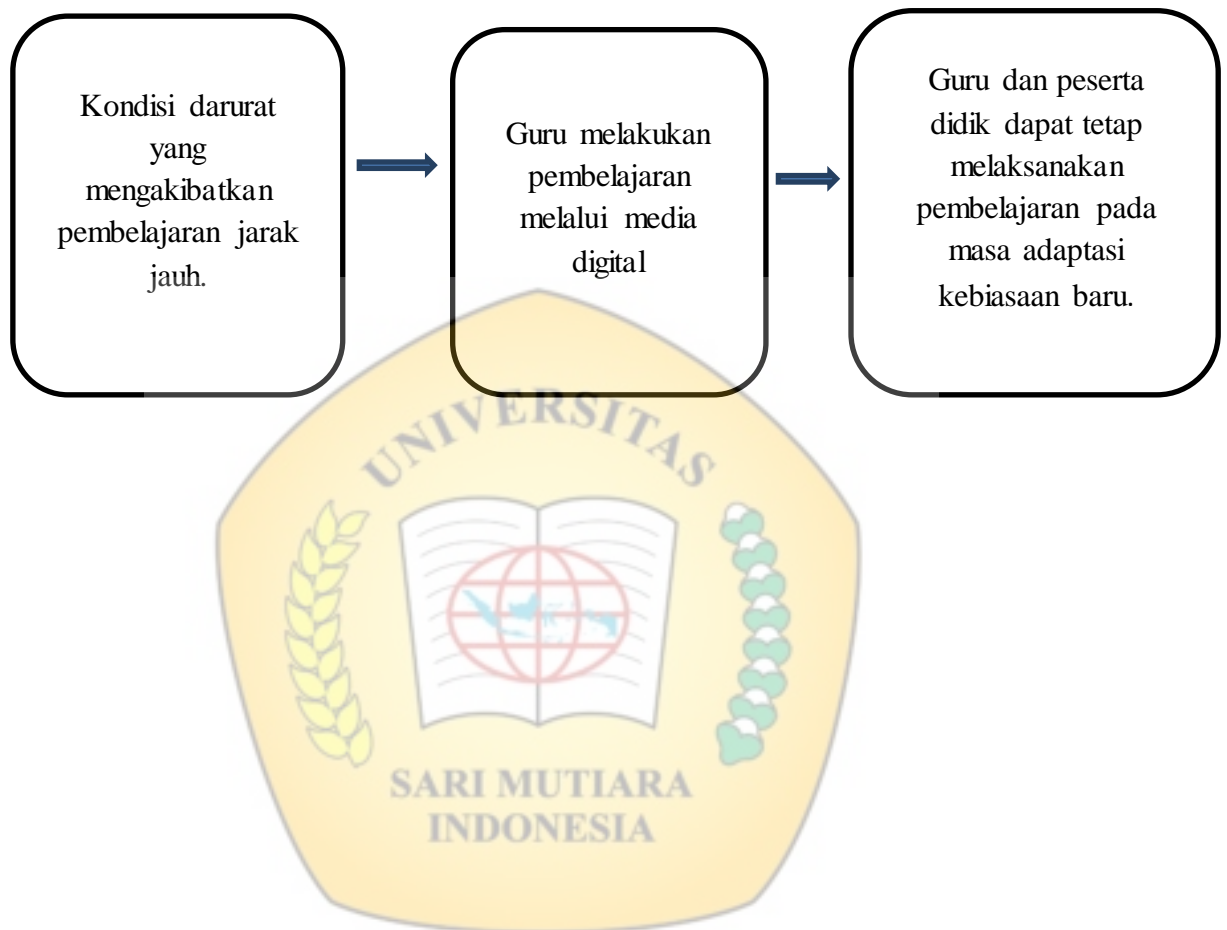 Kondisi darurat
yang
mengakibatkan
pembelajaran jarak
jauh.
Guru melakukan
pembelajaran
melalui media
digital
Guru dan peserta
didik dapat tetap
melaksanakan
pembelajaran pada
masa adaptasi
kebiasaan baru.
UNIVERSITAS
SARI MUTIARA
INDONESIA